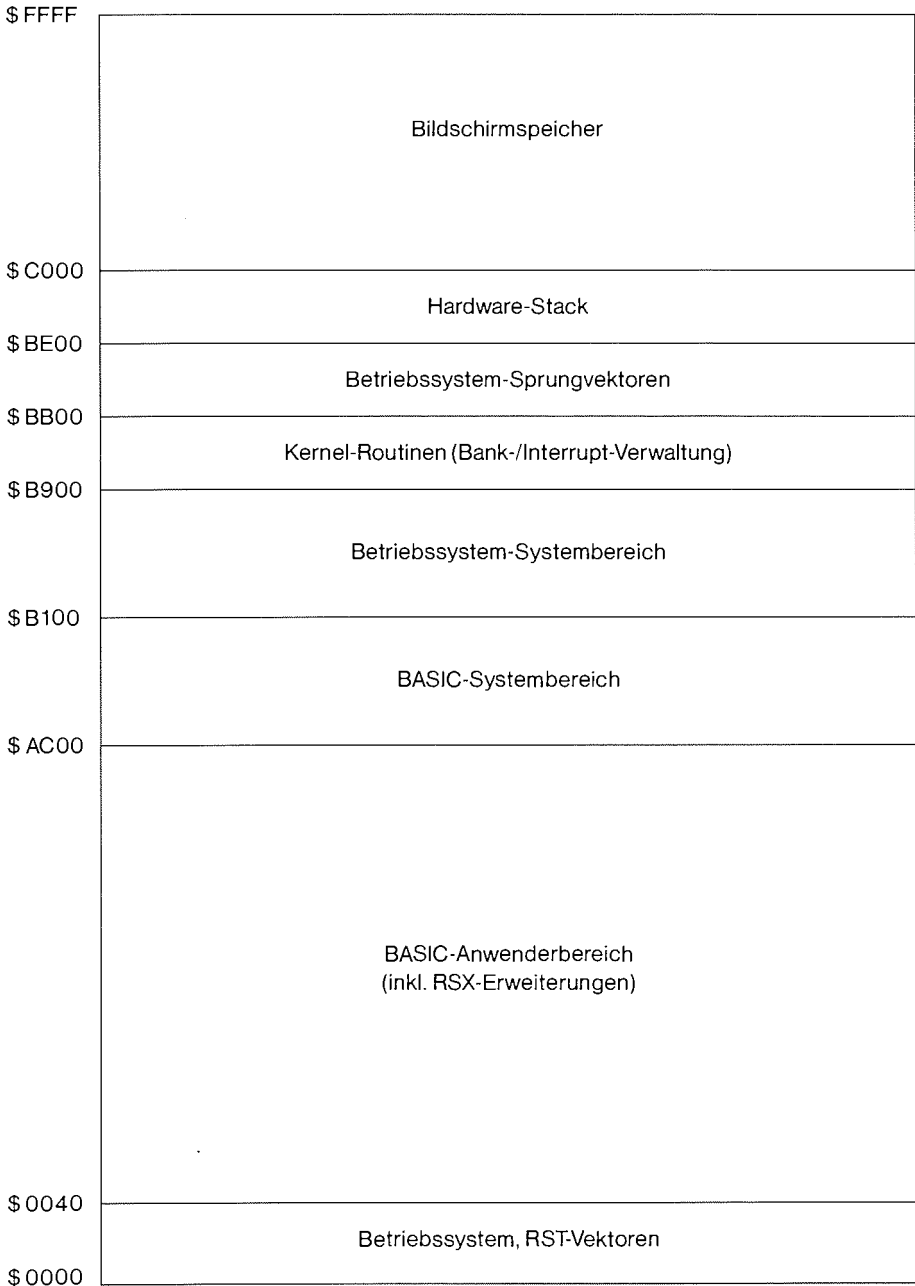 $ FFFF
Bildschirmspeicher
$ C000
Hardware-Stack
$ BE00
Betriebssystem-Sprungvektoren
$ BB00
Kernel-Routinen (Bank-/Interrupt-Verwaltung)
$ B900
Betriebssystem-Systembereich
$ B100
BASIC-Systembereich
$ AC00
BASIC-Anwenderbereich
(inkl. RSX-Erweiterungen)
$ 0040
Betriebssystem, RST-Vektoren
$ 0000